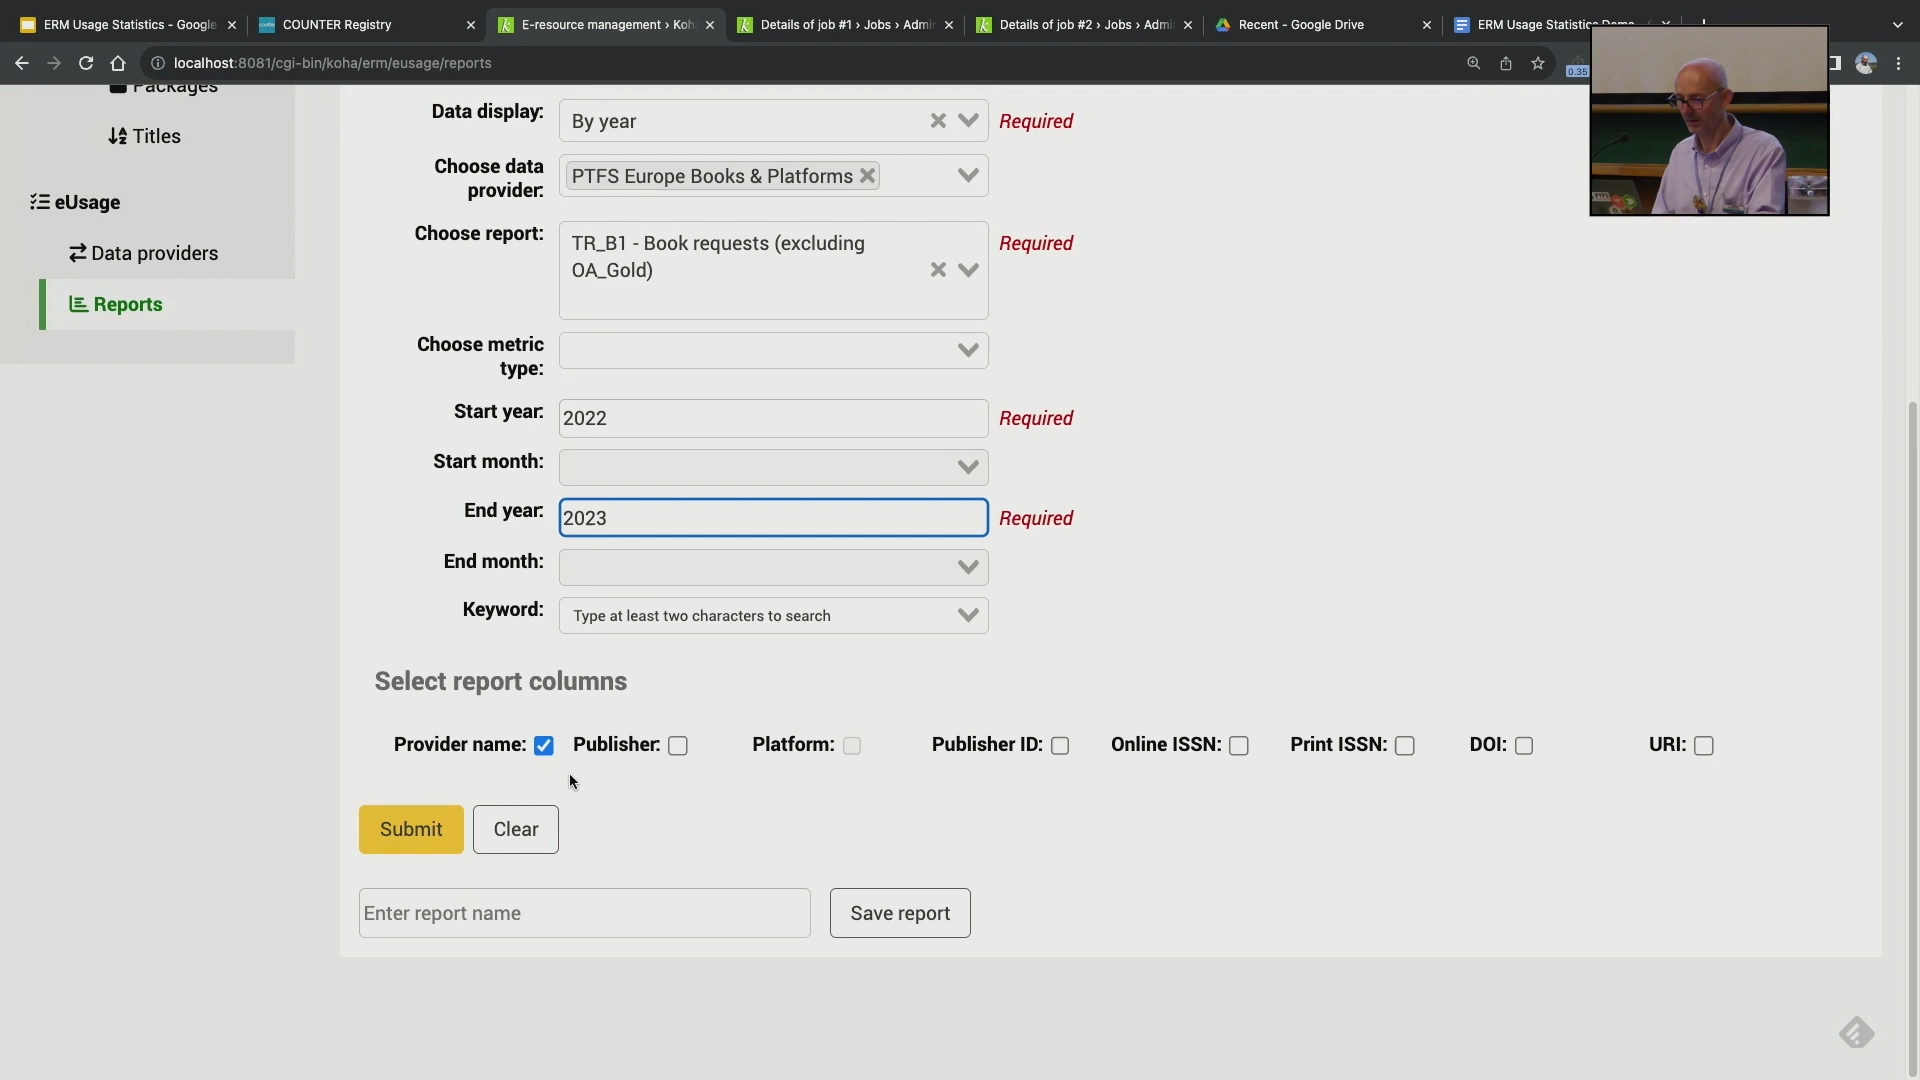 ERM Usage Statistics - Google
COUNTER Registry
E-resource management › Koh
Details of job #1 › Jobs › Admin
Details of job #2 › Jobs › Admi
Recent - Google Drive
ERM Usage Statistics Demo
localhost:8081/cgi-bin/koha/erm/eusage/reports
0.35
Packages
Titles
eUsage
Data providers
Reports
Data display: By year Required
Choose data provider: PTFS Europe Books & Platforms
Choose report: TR_B1 - Book requests (excluding
OA_Gold) Required
Choose metric
type:
Start year: 2022 Required
Start month:
End year: 2023 Required
End month:
Keyword: Type at least two characters to search
Select report columns
Provider name: Publisher: Platform: Publisher ID: Online ISSN: Print ISSN: DOI: URI:
Submit Clear
Enter report name Save report